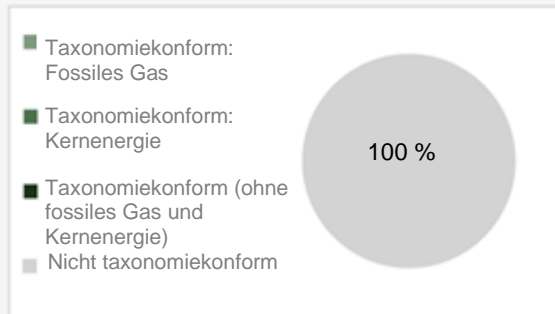 Taxonomiekonform:
Fossiles Gas
Taxonomiekonform:
Kernenergie
Taxonomiekonform (ohne
fossiles Gas und
Kernenergie)
Nicht taxonomiekonform
100 %